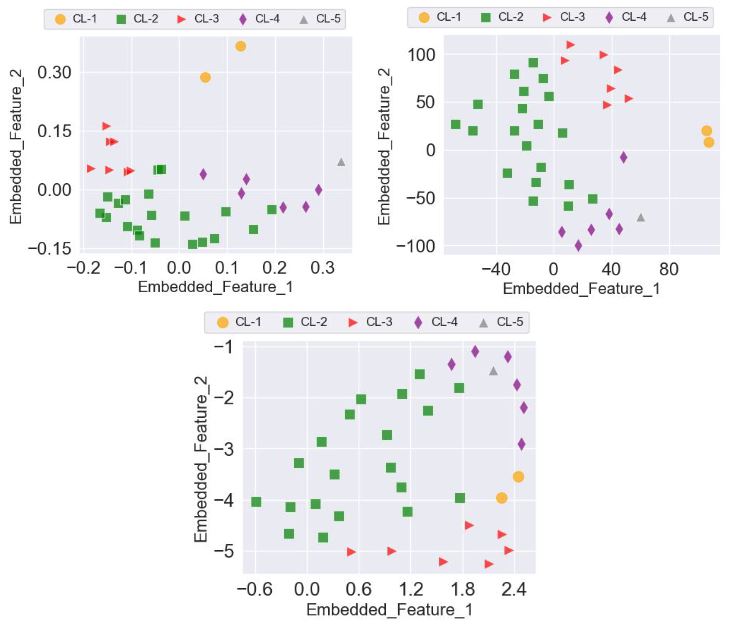 CL-1 CL-2 CL-3 CL-4 CL-5
Embedded_Feature_2
0.30
0.15
0.00
−0.15
−0.2 −0.1 0.0 0.1 0.2 0.3
Embedded_Feature_1
CL-1 CL-2 CL-3 CL-4 CL-5
Embedded_Feature_2
100
50
0
−50
−100
−40 0 40 80
Embedded_Feature_1
CL-1 CL-2 CL-3 CL-4 CL-5
Embedded_Feature_2
−1
−2
−3
−4
−5
−0.6 0.0 0.6 1.2 1.8 2.4
Embedded_Feature_1